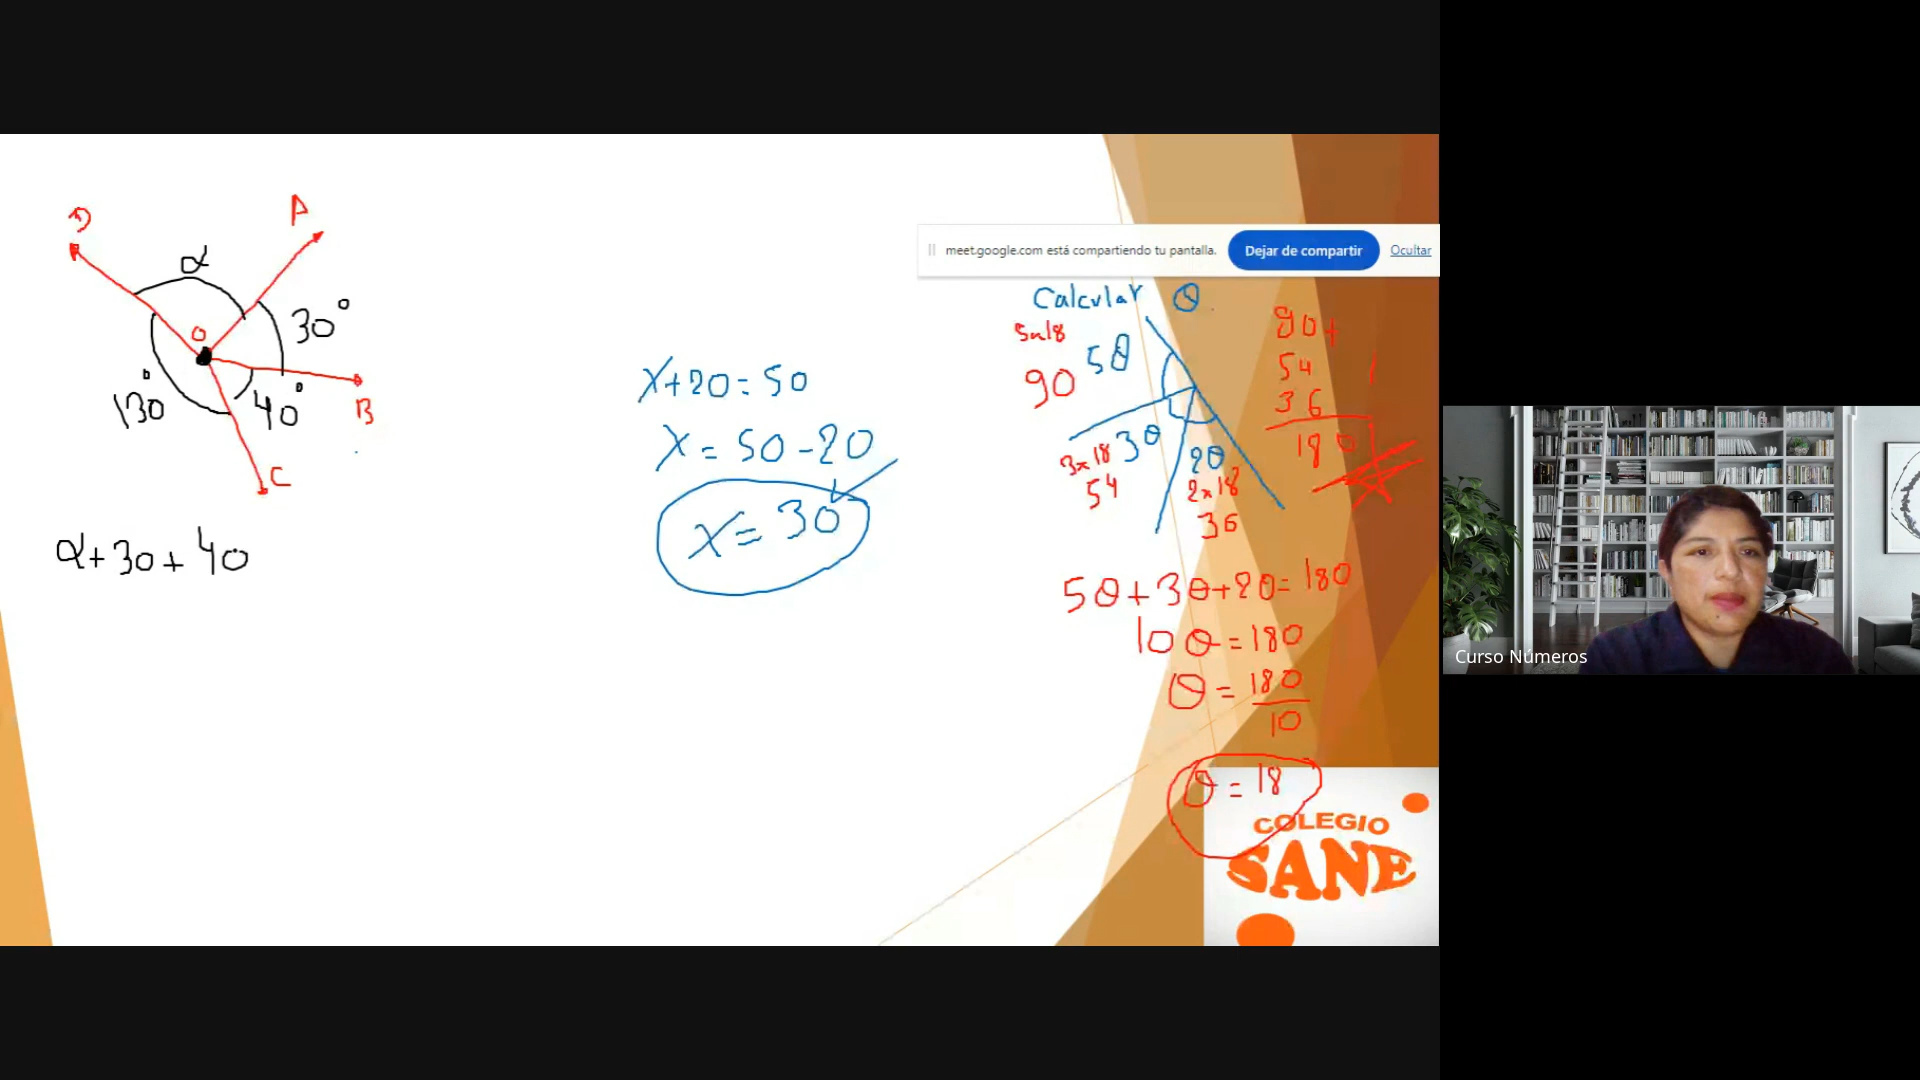 D
A
α
30°
O
130°
40°
B
C
α+30+40
x+20=50
x=50-20
x=30
meet.google.com está compartiendo tu pantalla.
Dejar de compartir
Ocultar
Calcular θ
5x18
5θ
90
3θ
3x18
54
2θ
2x18
36
90+
54
36
180
5θ+3θ+2θ=180
10θ=180
θ=180
10
θ=18
COLEGIO
SANE
Curso Números